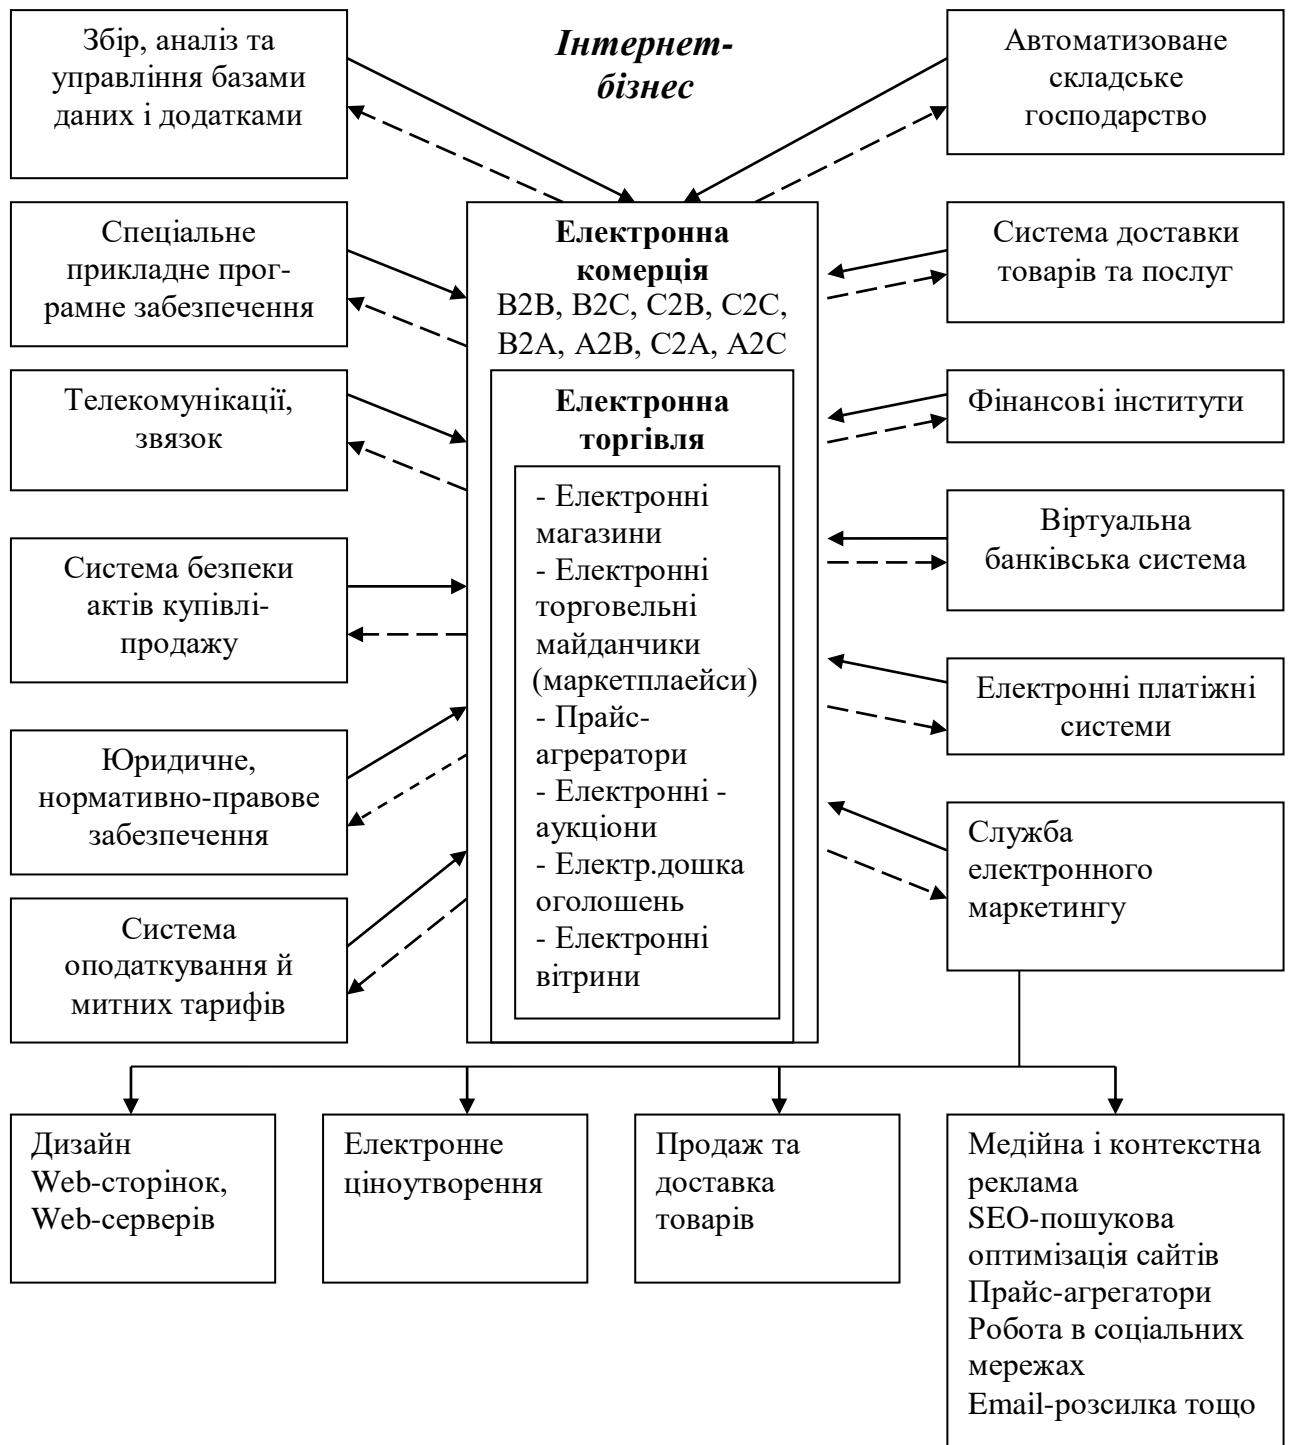 Збір, аналіз та
управління базами
даних і додатками
Інтернет-
бізнес
Автоматизоване
складське
господарство
Спеціальне
прикладне прог-
рамне забезпечення
Електронна
комерція
B2B, B2C, C2B, C2C,
B2A, A2B, C2A, A2C
Система доставки
товарів та послуг
Телекомунікації,
звязок
Електронна
торгівля
Фінансові інститути
- Електронні
магазини
- Електронні
торговельні
майданчики
(маркетплаейси)
- Прайс-
агрератори
- Електронні -
аукціони
- Електр.дошка
оголошень
- Електронні
вітрини
Віртуальна
банківська система
Система безпеки
актів купівлі-
продажу
Електронні платіжні
системи
Юридичне,
нормативно-правове
забезпечення
Служба
електронного
маркетингу
Система
оподаткування й
митних тарифів
Дизайн
Web-сторінок,
Web-серверів
Електронне
ціноутворення
Продаж та
доставка
товарів
Медійна і контекстна
реклама
SEO-пошукова
оптимізація сайтів
Прайс-агрегатори
Робота в соціальних
мережах
Email-розсилка тощо